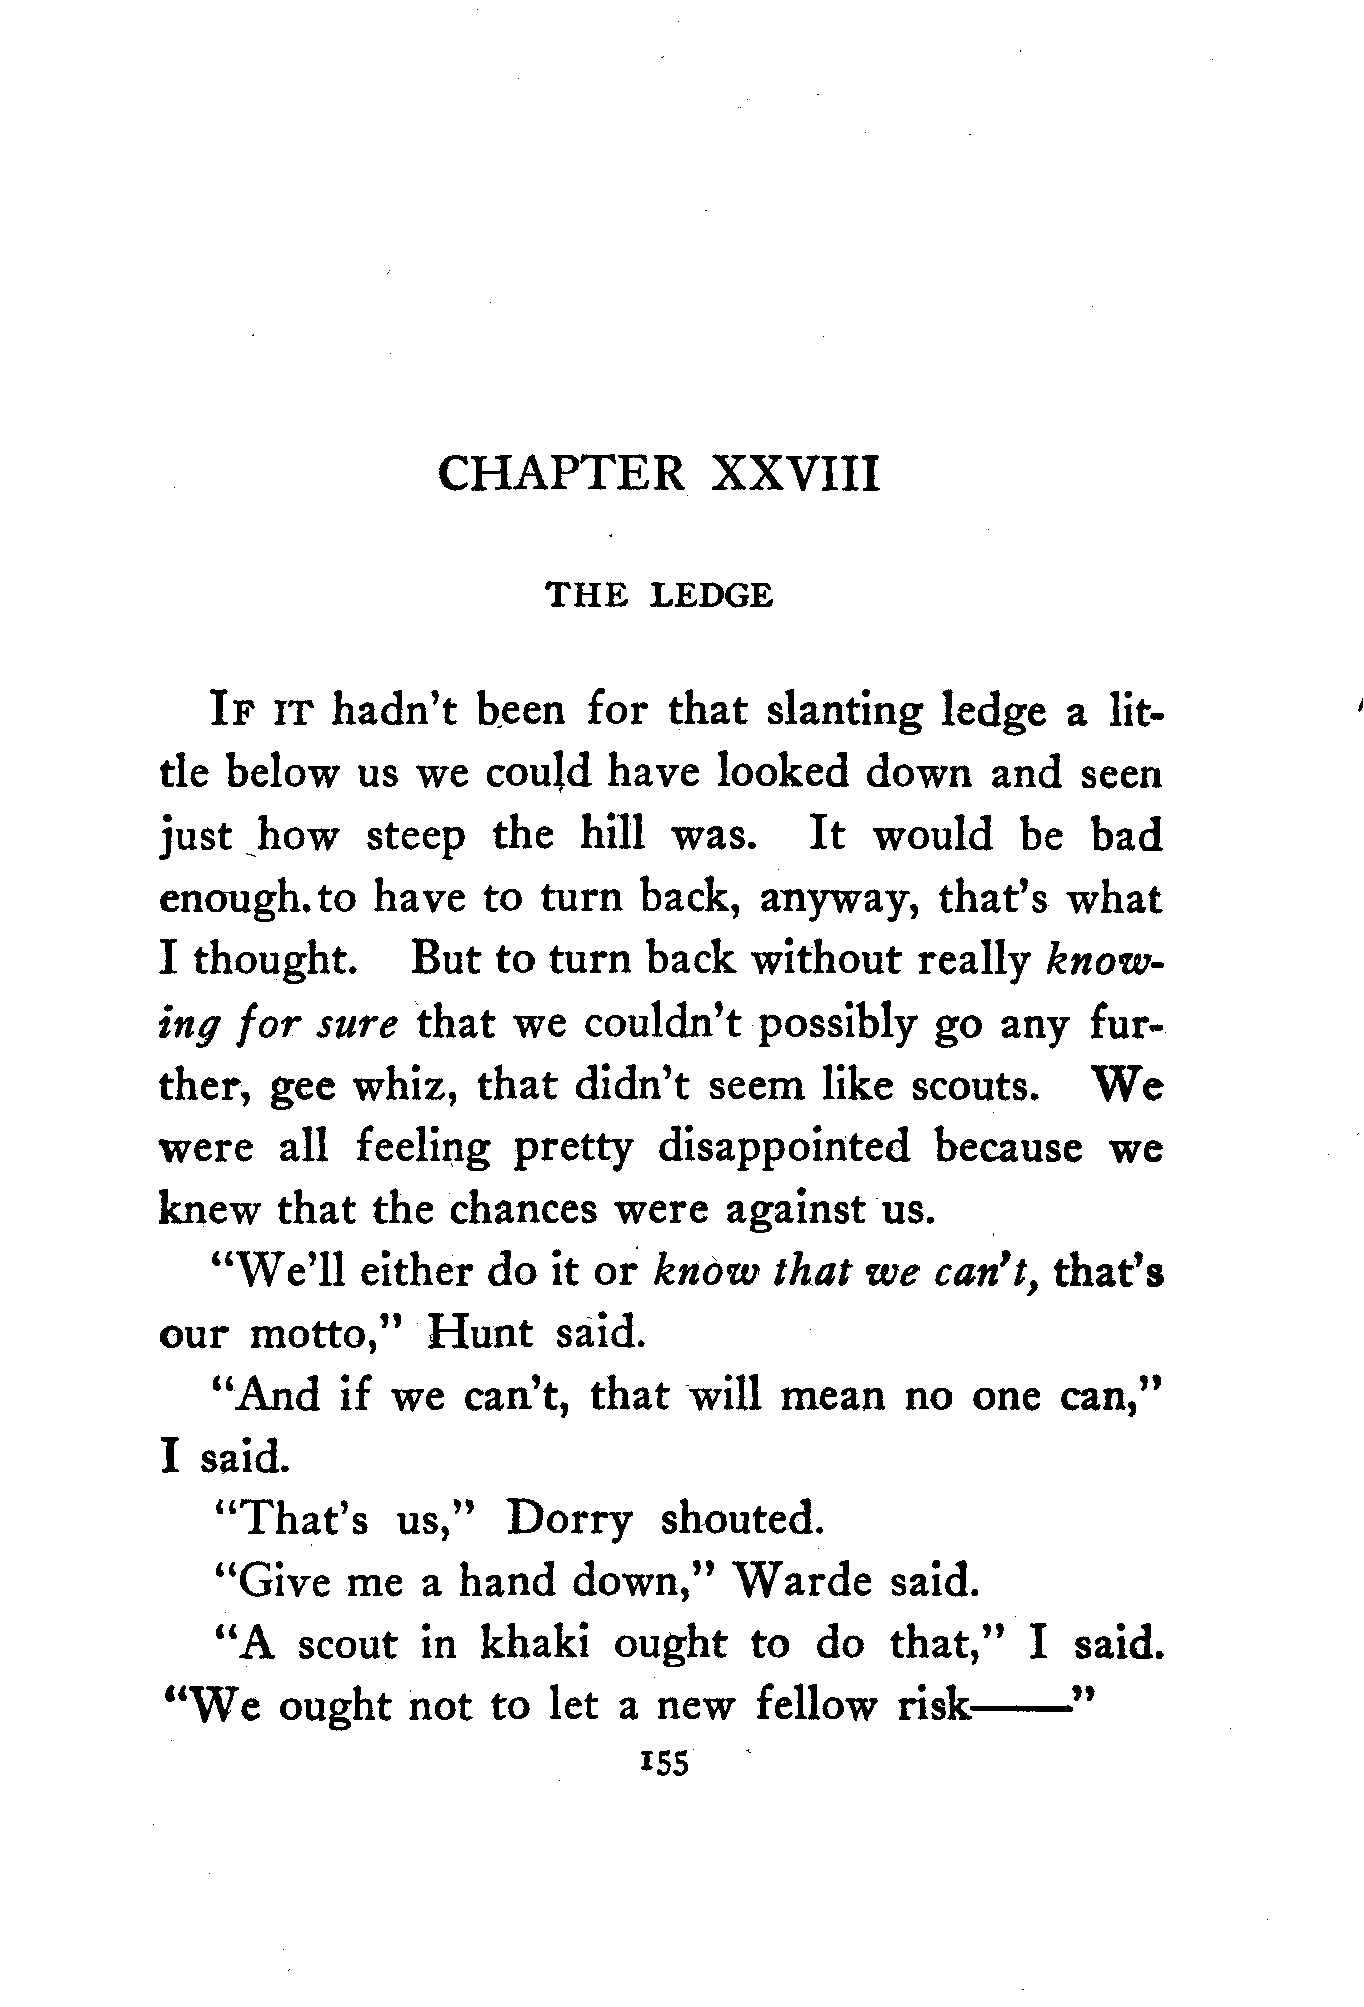 CHAPTER XXVIII
THE LEDGE
IF IT hadn't been for that slanting ledge a lit-
tle below us we could have looked down and seen
just how steep the hill was. It would be bad
enough to have to turn back, anyway, that's what
I thought. But to turn back without really know-
ing for sure that we couldn't possibly go any fur-
ther, gee whiz, that didn't seem like scouts. We
were all feeling pretty disappointed because we
knew that the chances were against us.
"We'll either do it or know that we can't, that's
our motto," Hunt said.
"And if we can't, that will mean no one can,"
I said.
"That's us," Dorry shouted.
"Give me a hand down," Warde said.
"A scout in khaki ought to do that," I said.
"We ought not to let a new fellow risk——"
155